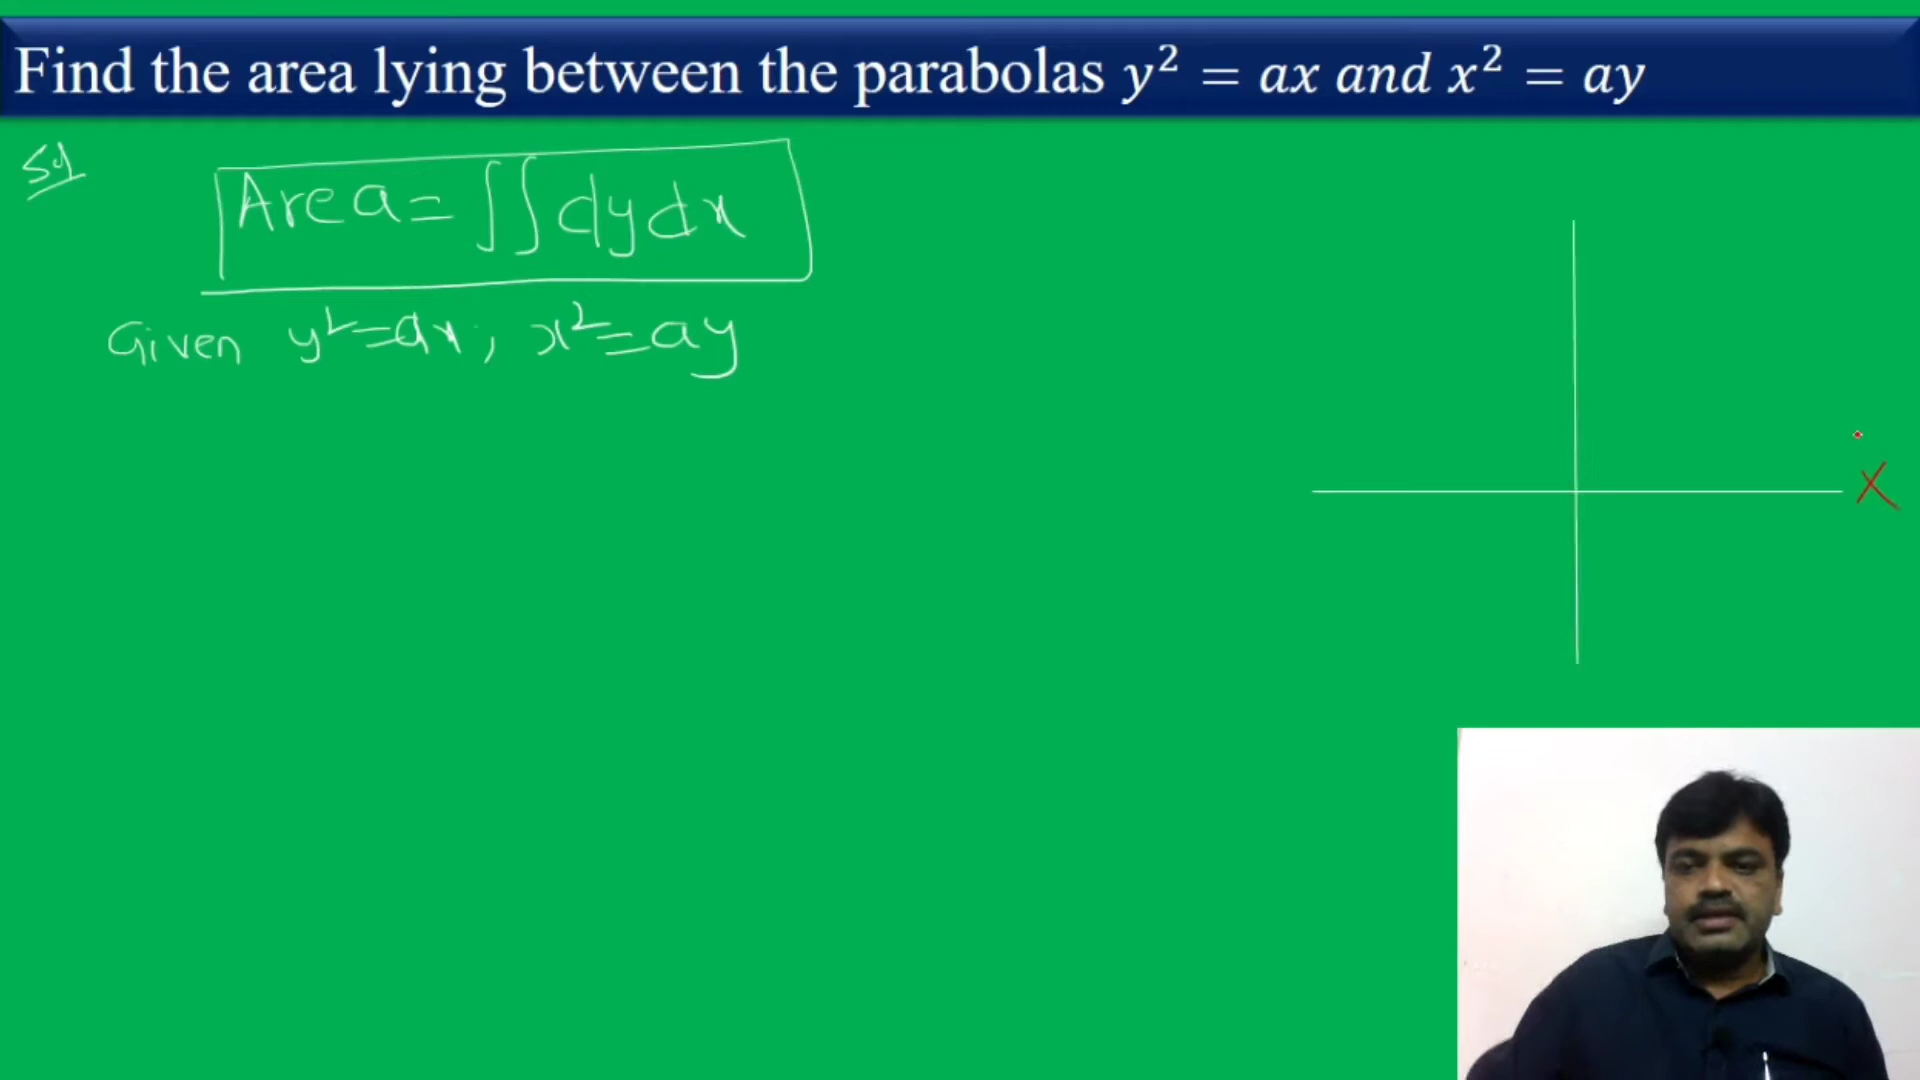 Find the area lying between the parabolas y² = ax and x² = ay
Sol
Area = ∫∫ dy dx
Given y² = ax; x² = ay
X